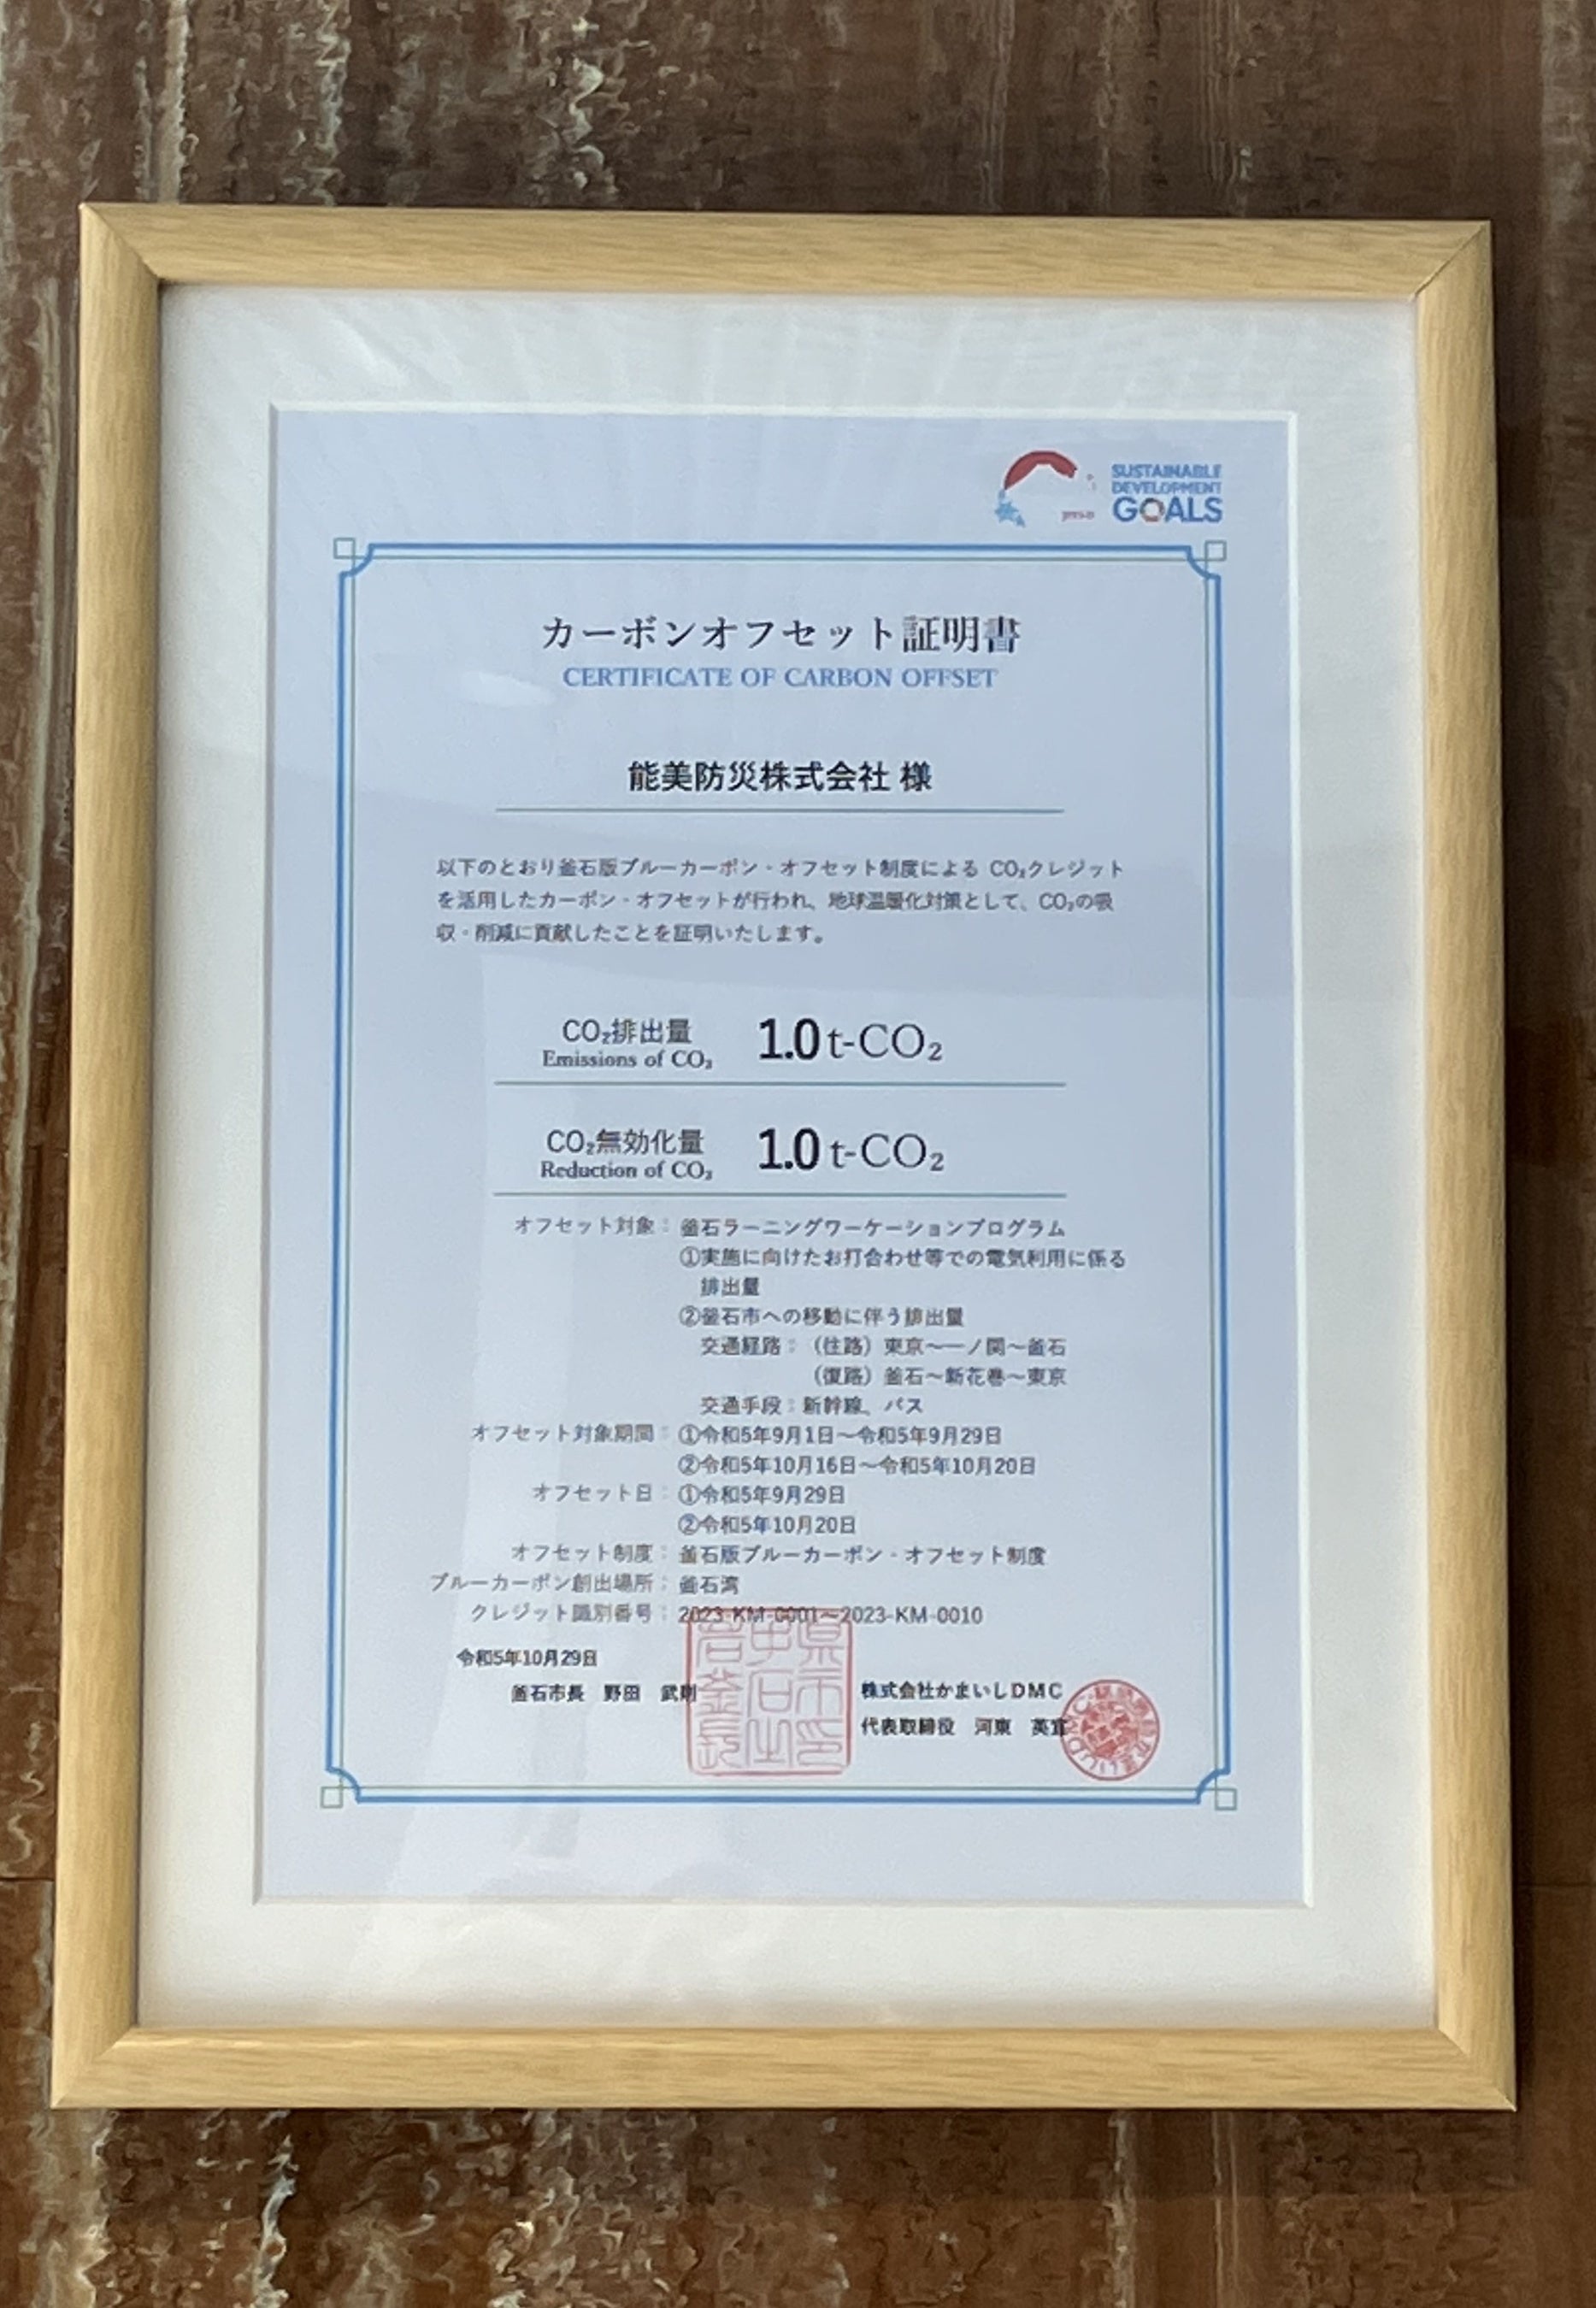 SUSTAINABLE
DEVELOPMENT
GOALS
カーボンオフセット証明書
CERTIFICATE OF CARBON OFFSET
能美防災株式会社 様
以下のとおり釜石版ブルーカーボン・オフセット制度による CO₂クレジット
を活用したカーボン・オフセットが行われ、地球温暖化対策として、CO₂の吸
収・削減に貢献したことを証明いたします。
CO₂排出量 1.0 t-CO₂
Emissions of CO₂
CO₂無効化量 1.0 t-CO₂
Reduction of CO₂
オフセット対象：釜石ラーニングワーケーションプログラム
①実施に向けたお打合わせ等での電気利用に係る
排出量
②釜石市への移動に伴う排出量
交通経路：（往路）東京～一ノ関～釜石
（復路）釜石～新花巻～東京
交通手段：新幹線、バス
オフセット対象期間：①令和5年9月1日～令和5年9月29日
②令和5年10月16日～令和5年10月20日
オフセット日：①令和5年9月29日
②令和5年10月20日
オフセット制度：釜石版ブルーカーボン・オフセット制度
ブルーカーボン創出場所：釜石湾
クレジット識別番号：2023-KM-0001～2023-KM-0010
令和5年10月29日
釜石市長 野田 武則
株式会社かまいしDMC
代表取締役 河東 英宜